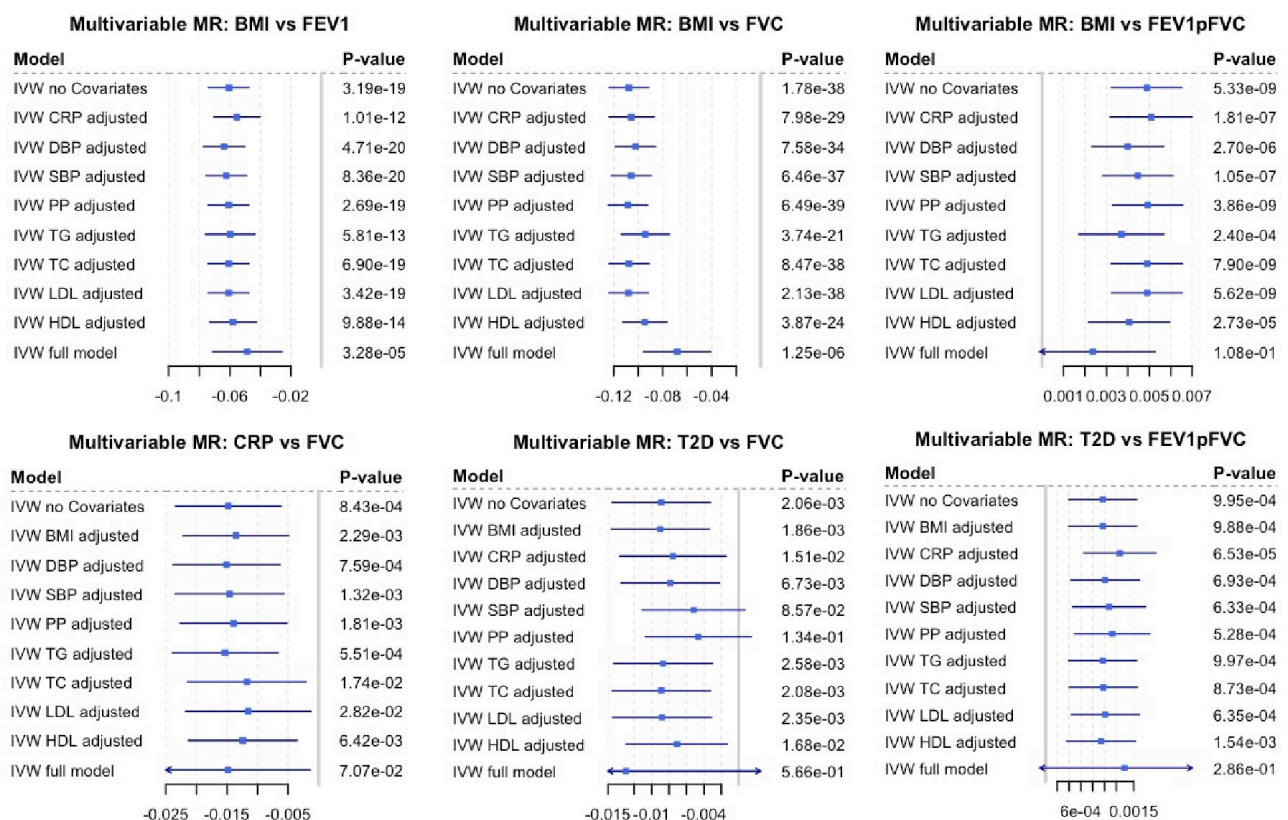 Multivariable MR: BMI vs FEV1
Model P-value
IVW no Covariates 3.19e-19
IVW CRP adjusted 1.01e-12
IVW DBP adjusted 4.71e-20
IVW SBP adjusted 8.36e-20
IVW PP adjusted 2.69e-19
IVW TG adjusted 5.81e-13
IVW TC adjusted 6.90e-19
IVW LDL adjusted 3.42e-19
IVW HDL adjusted 9.88e-14
IVW full model 3.28e-05
-0.1 -0.06 -0.02
Multivariable MR: BMI vs FVC
Model P-value
IVW no Covariates 1.78e-38
IVW CRP adjusted 7.98e-29
IVW DBP adjusted 7.58e-34
IVW SBP adjusted 6.46e-37
IVW PP adjusted 6.49e-39
IVW TG adjusted 3.74e-21
IVW TC adjusted 8.47e-38
IVW LDL adjusted 2.13e-38
IVW HDL adjusted 3.87e-24
IVW full model 1.25e-06
-0.12 -0.08 -0.04
Multivariable MR: BMI vs FEV1pFVC
Model P-value
IVW no Covariates 5.33e-09
IVW CRP adjusted 1.81e-07
IVW DBP adjusted 2.70e-06
IVW SBP adjusted 1.05e-07
IVW PP adjusted 3.86e-09
IVW TG adjusted 2.40e-04
IVW TC adjusted 7.90e-09
IVW LDL adjusted 5.62e-09
IVW HDL adjusted 2.73e-05
IVW full model 1.08e-01
0.001 0.003 0.005 0.007
Multivariable MR: CRP vs FVC
Model P-value
IVW no Covariates 8.43e-04
IVW BMI adjusted 2.29e-03
IVW DBP adjusted 7.59e-04
IVW SBP adjusted 1.32e-03
IVW PP adjusted 1.81e-03
IVW TG adjusted 5.51e-04
IVW TC adjusted 1.74e-02
IVW LDL adjusted 2.82e-02
IVW HDL adjusted 6.42e-03
IVW full model 7.07e-02
-0.025 -0.015 -0.005
Multivariable MR: T2D vs FVC
Model P-value
IVW no Covariates 2.06e-03
IVW BMI adjusted 1.86e-03
IVW CRP adjusted 1.51e-02
IVW DBP adjusted 6.73e-03
IVW SBP adjusted 8.57e-02
IVW PP adjusted 1.34e-01
IVW TG adjusted 2.58e-03
IVW TC adjusted 2.08e-03
IVW LDL adjusted 2.35e-03
IVW HDL adjusted 1.68e-02
IVW full model 5.66e-01
-0.015 -0.01 -0.004
Multivariable MR: T2D vs FEV1pFVC
Model P-value
IVW no Covariates 9.95e-04
IVW BMI adjusted 9.88e-04
IVW CRP adjusted 6.53e-05
IVW DBP adjusted 6.93e-04
IVW SBP adjusted 6.33e-04
IVW PP adjusted 5.28e-04
IVW TG adjusted 9.97e-04
IVW TC adjusted 8.73e-04
IVW LDL adjusted 6.35e-04
IVW HDL adjusted 1.54e-03
IVW full model 2.86e-01
6e-04 0.0015